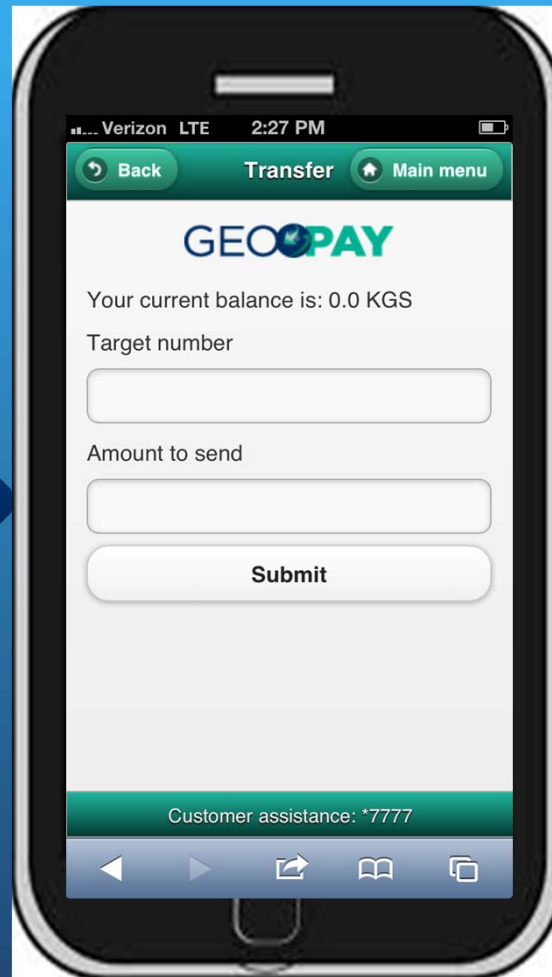 Verizon LTE 2:27 PM
Back Transfer Main menu
GEOPAY
Your current balance is: 0.0 KGS
Target number
Amount to send
Submit
Customer assistance: *7777